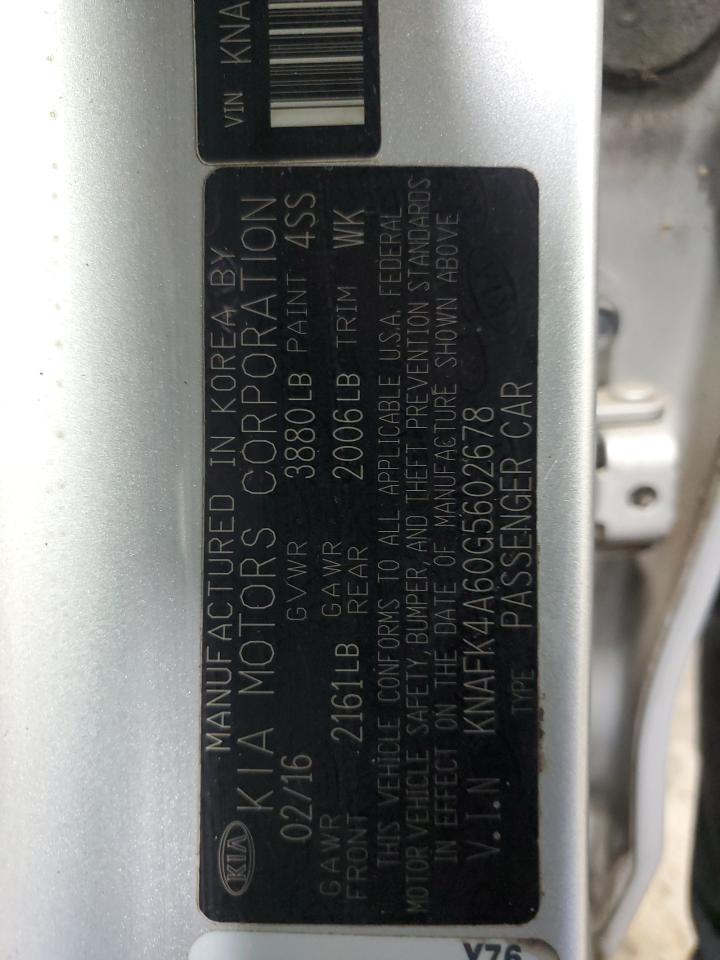 VIN KNA
MANUFACTURED IN KOREA BY
KIA KIA MOTORS CORPORATION
02/16 GVWR 3880LB PAINT 4SS
GAWR FRONT 2161LB GAWR REAR 2006LB TRIM WK
THIS VEHICLE CONFORMS TO ALL APPLICABLE U.S.A. FEDERAL
MOTOR VEHICLE SAFETY, BUMPER, AND THEFT PREVENTION STANDARDS
IN EFFECT ON THE DATE OF MANUFACTURE SHOWN ABOVE
V.I.N KNAFK4A60G5602678 KIA
TYPE PASSENGER CAR
Y76